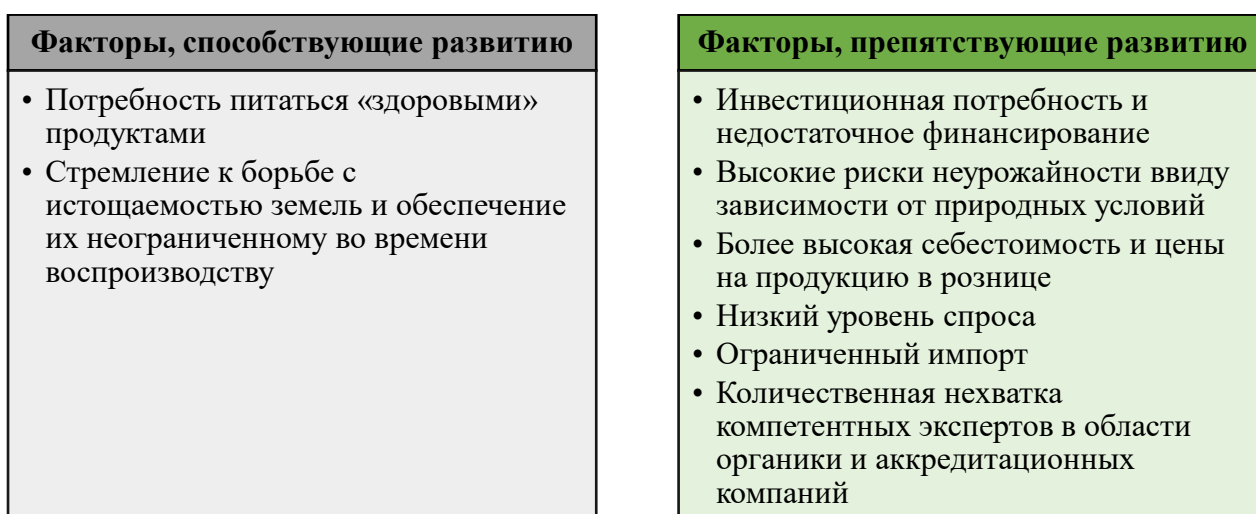 Факторы, способствующие развитию
• Потребность питаться «здоровыми»
продуктами
• Стремление к борьбе с
истощаемостью земель и обеспечение
их неограниченному во времени
воспроизводству
Факторы, препятствующие развитию
• Инвестиционная потребность и
недостаточное финансирование
• Высокие риски неурожайности ввиду
зависимости от природных условий
• Более высокая себестоимость и цены
на продукцию в рознице
• Низкий уровень спроса
• Ограниченный импорт
• Количественная нехватка
компетентных экспертов в области
органики и аккредитационных
компаний